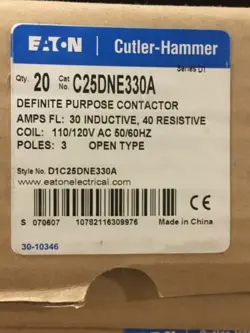 EATON Cutler-Hammer
Series D1
Qty. 20 Cat No. C25DNE330A
DEFINITE PURPOSE CONTACTOR
AMPS FL: 30 INDUCTIVE, 40 RESISTIVE
COIL: 110/120V AC 50/60HZ
POLES: 3 OPEN TYPE
Style No. D1C25DNE330A
www.eatonelectrical.com
CE
S 070607 10782116309976 Made in China
30-10346